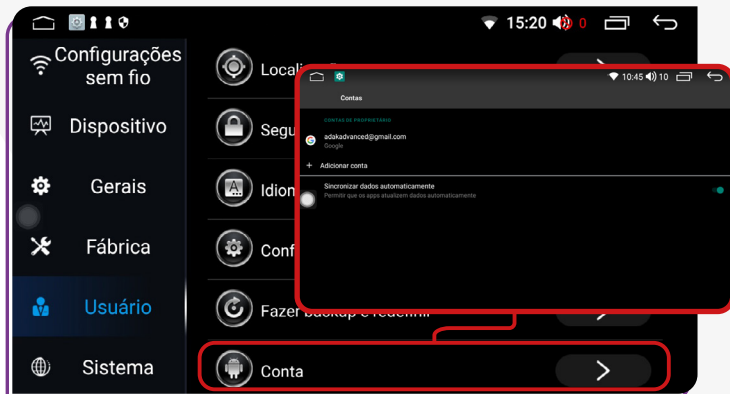 15:20 0
Configurações
sem fio
Dispositivo
Gerais
Fábrica
Usuário
Sistema
Segu
Idion
Conf
Fazer backup e redefinir
Conta
10:45 10
Contas
CONTAS DE PROPRIETÁRIO
adakadvanced@gmail.com
Google
+ Adicionar conta
Sincronizar dados automaticamente
Permitir que os apps atualizem dados automaticamente